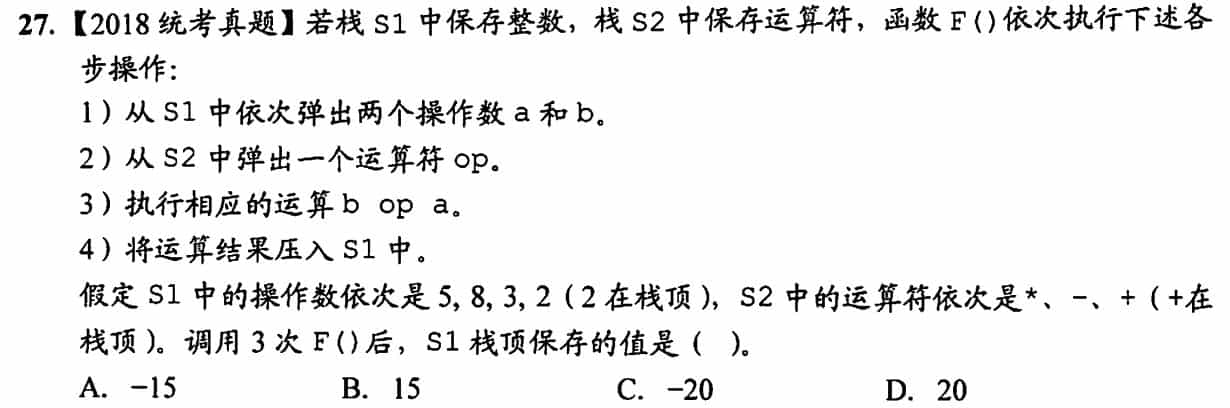 27.【2018 统考真题】若栈 S1 中保存整数，栈 S2 中保存运算符，函数 F()依次执行下述各
步操作：
1）从 S1 中依次弹出两个操作数 a 和 b。
2）从 S2 中弹出一个运算符 op。
3）执行相应的运算 b op a。
4）将运算结果压入 S1 中。
假定 S1 中的操作数依次是 5, 8, 3, 2（2 在栈顶），S2 中的运算符依次是*、-、+（+在
栈顶）。调用 3 次 F()后，S1 栈顶保存的值是（ ）。
A. -15 B. 15 C. -20 D. 20